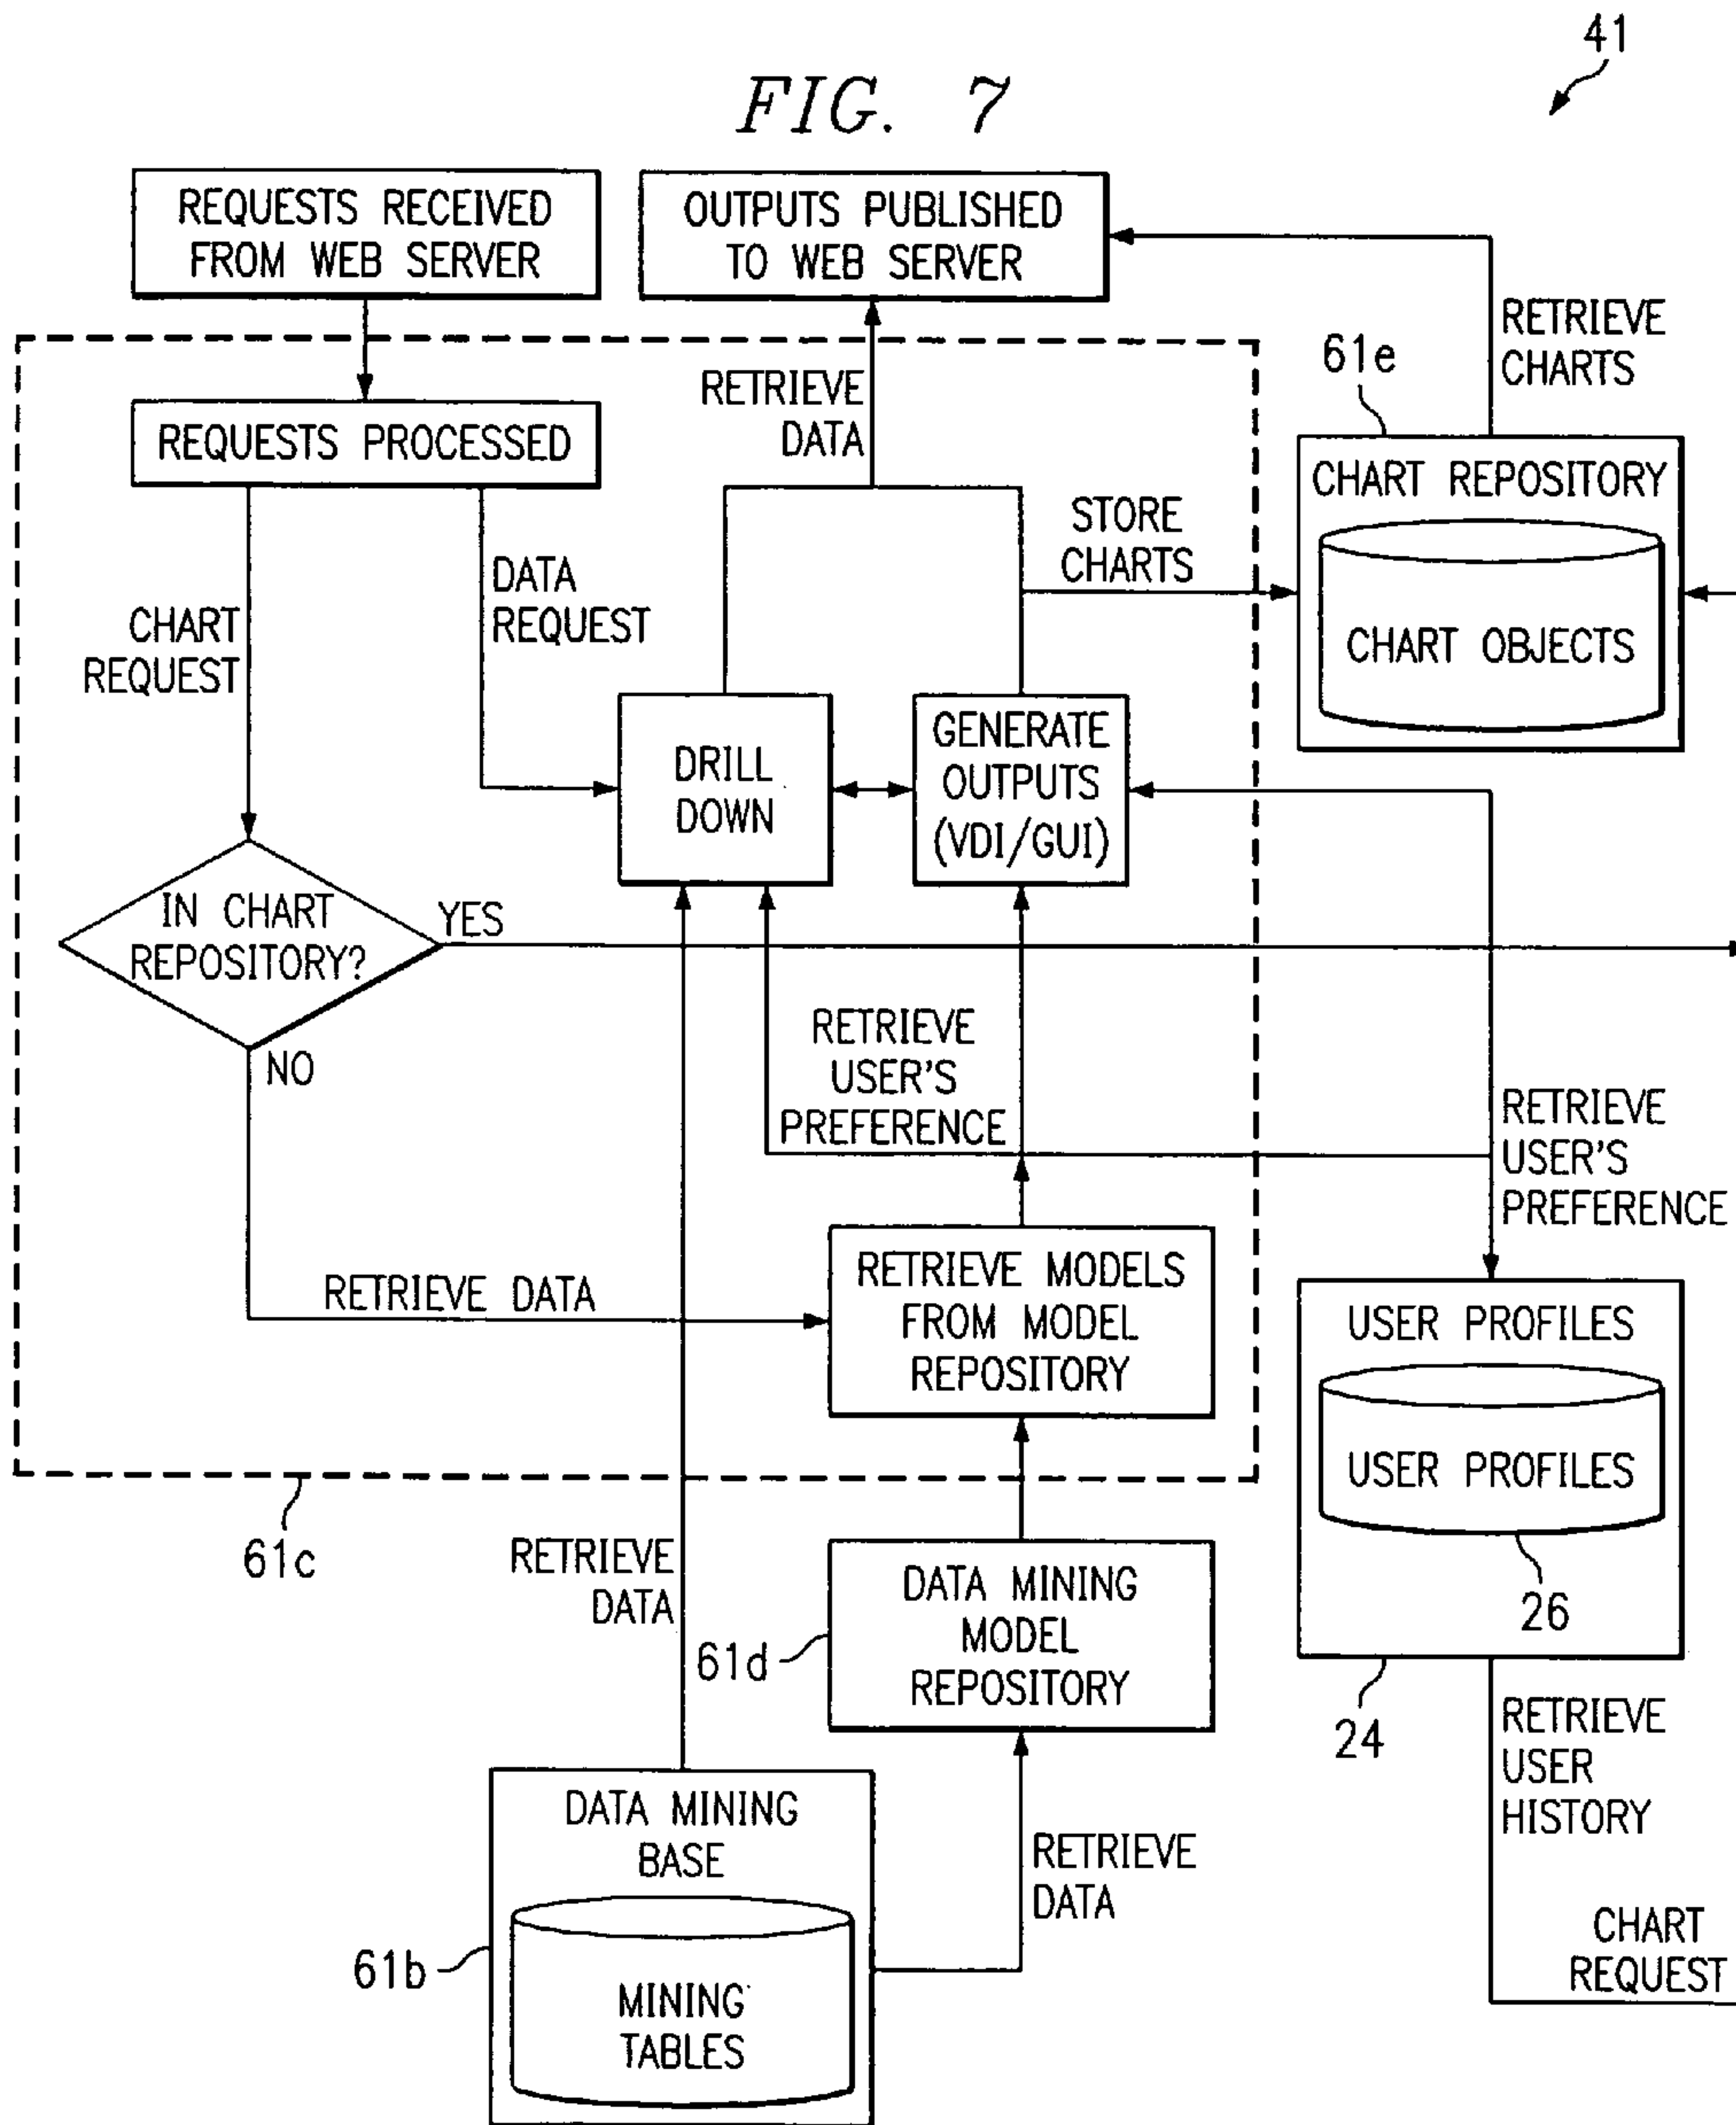 41
FIG. 7
REQUESTS RECEIVED
FROM WEB SERVER
OUTPUTS PUBLISHED
TO WEB SERVER
RETRIEVE
CHARTS
61e
RETRIEVE
DATA
REQUESTS PROCESSED
CHART REPOSITORY
CHART OBJECTS
STORE
CHARTS
DATA
REQUEST
CHART
REQUEST
DRILL
DOWN
GENERATE
OUTPUTS
(VDI/GUI)
IN CHART
REPOSITORY?
YES
NO
RETRIEVE
USER'S
PREFERENCE
RETRIEVE
USER'S
PREFERENCE
RETRIEVE DATA
RETRIEVE MODELS
FROM MODEL
REPOSITORY
USER PROFILES
USER PROFILES
26
24
61c
RETRIEVE
DATA
DATA MINING
MODEL
REPOSITORY
61d
RETRIEVE
USER
HISTORY
DATA MINING
BASE
RETRIEVE
DATA
61b
MINING
TABLES
CHART
REQUEST